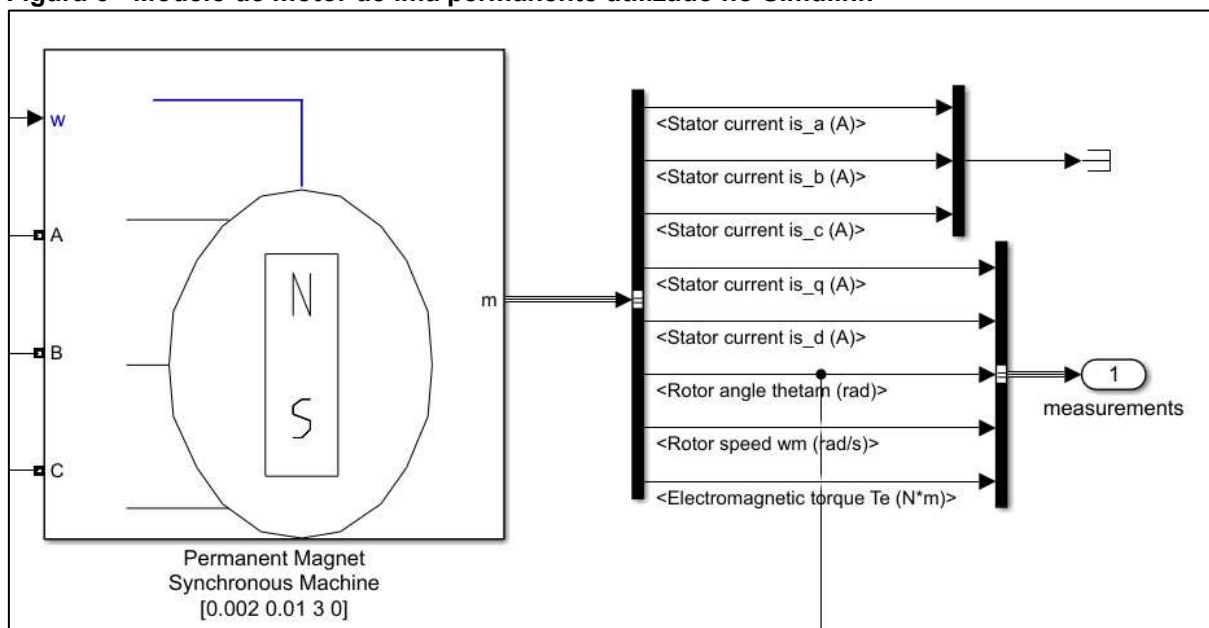 w
A
B
C
N
S
m
Permanent Magnet
Synchronous Machine
[0.002 0.01 3 0]
<Stator current is_a (A)>
<Stator current is_b (A)>
<Stator current is_c (A)>
<Stator current is_q (A)>
<Stator current is_d (A)>
<Rotor angle thetam (rad)>
<Rotor speed wm (rad/s)>
<Electromagnetic torque Te (N*m)>
1
measurements